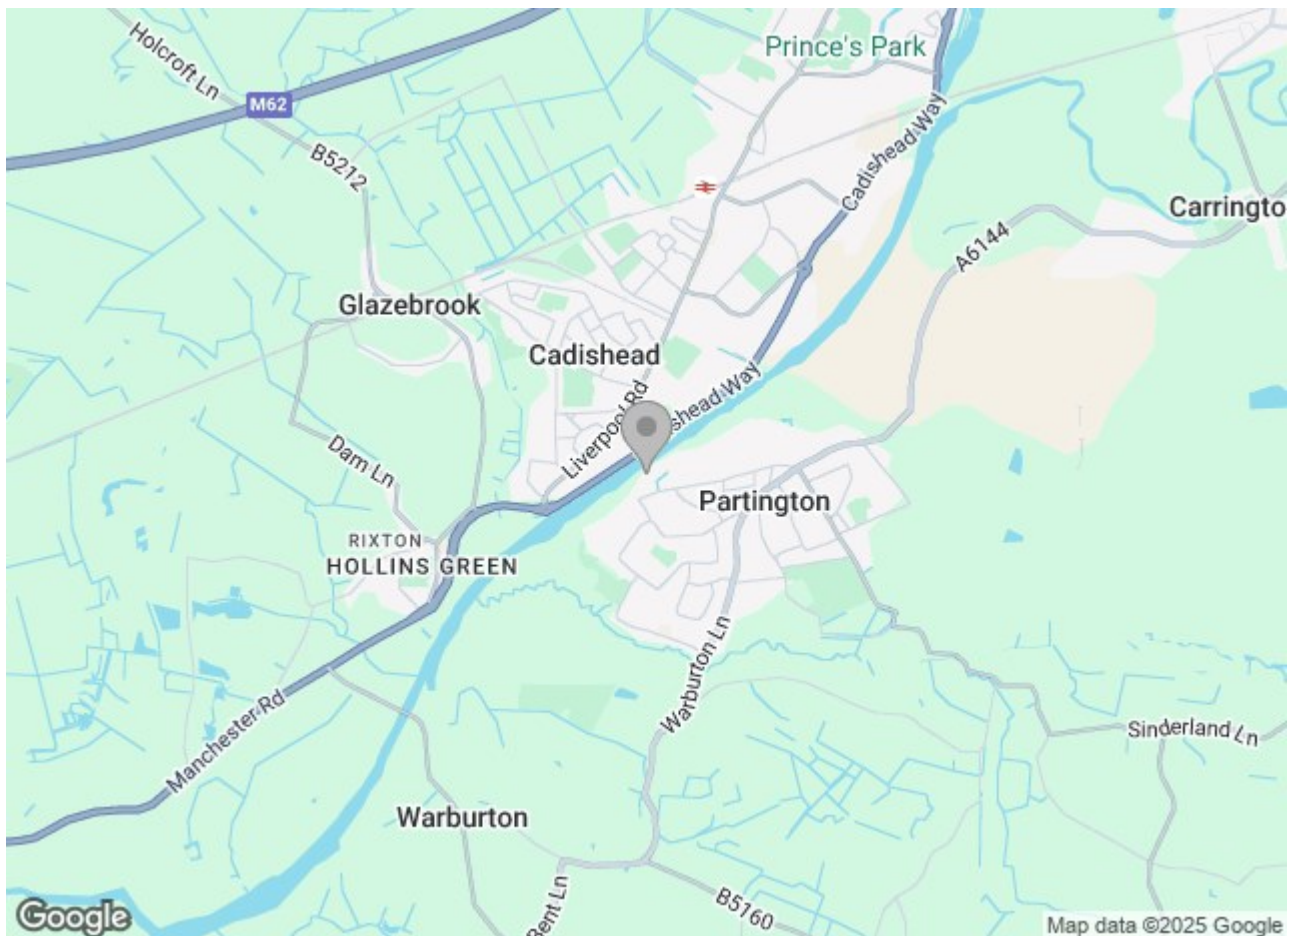 Holcroft Ln
Prince's Park
M62
B5212
Cadishead Way
Carringto
A6144
Glazebrook
Cadishead
Liverpool Rd
ishead Way
Dam Ln
Partington
RIXTON
HOLLINS GREEN
Warburton Ln
Manchester Rd
Sinderland Ln
Warburton
Bent Ln
B5160
Google
Map data ©2025 Google